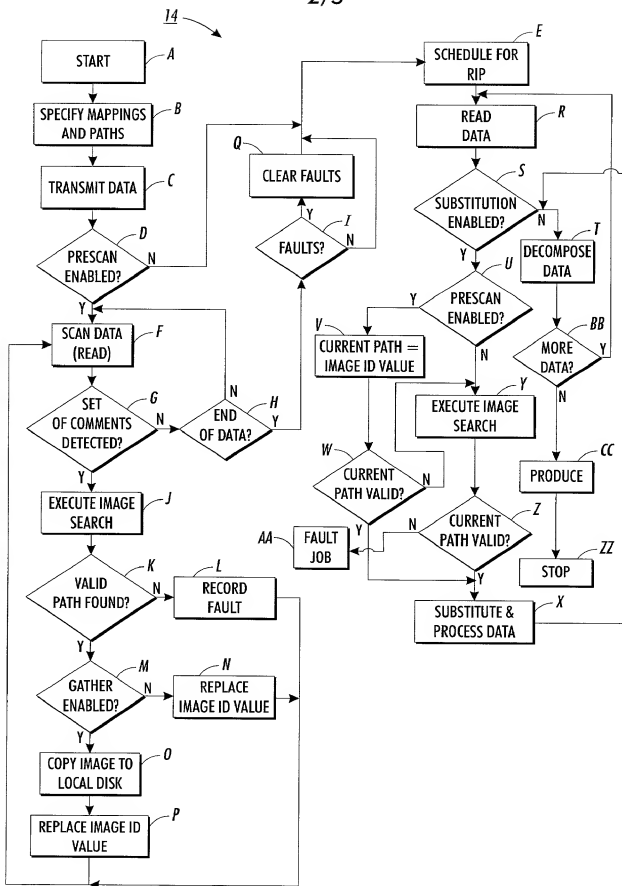 2/3
14
START
A
SPECIFY MAPPINGS
AND PATHS
B
TRANSMIT DATA
C
PRESCAN
ENABLED?
D
N
Y
SCAN DATA
(READ)
F
SET
OF COMMENTS
DETECTED?
G
N
Y
END
OF DATA?
H
N
Y
EXECUTE IMAGE
SEARCH
J
VALID
PATH FOUND?
K
N
Y
RECORD
FAULT
L
GATHER
ENABLED?
M
N
Y
REPLACE
IMAGE ID VALUE
N
COPY IMAGE TO
LOCAL DISK
O
REPLACE IMAGE ID
VALUE
P
Q
CLEAR FAULTS
Y
FAULTS?
I
N
SCHEDULE FOR
RIP
E
READ
DATA
R
SUBSTITUTION
ENABLED?
S
N
Y
DECOMPOSE
DATA
T
PRESCAN
ENABLED?
U
Y
N
V
CURRENT PATH =
IMAGE ID VALUE
MORE
DATA?
BB
Y
N
EXECUTE IMAGE
SEARCH
Y
W
CURRENT
PATH VALID?
N
Y
PRODUCE
CC
CURRENT
PATH VALID?
Z
N
Y
AA
FAULT
JOB
STOP
ZZ
SUBSTITUTE &
PROCESS DATA
X